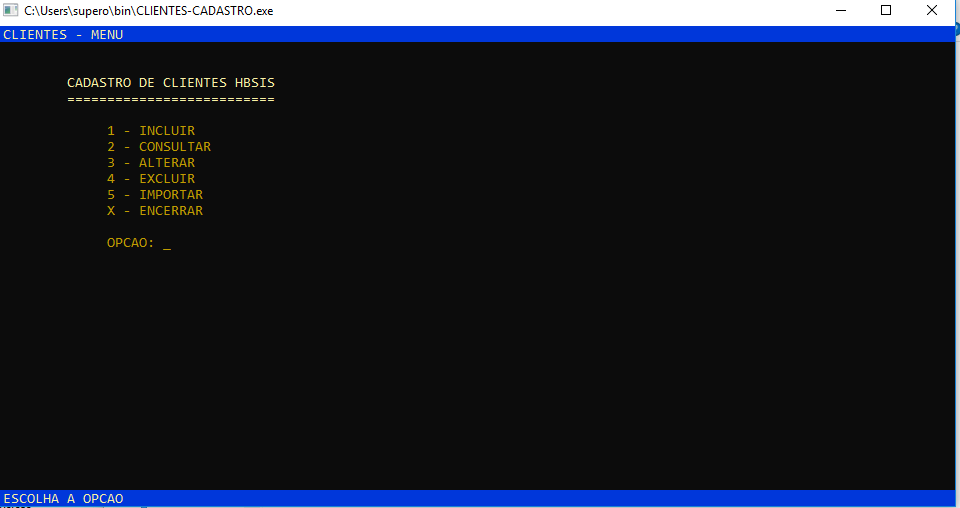 C:\Users\supero\bin\CLIENTES-CADASTRO.exe
CLIENTES - MENU
CADASTRO DE CLIENTES HBSIS
==========================
1 - INCLUIR
2 - CONSULTAR
3 - ALTERAR
4 - EXCLUIR
5 - IMPORTAR
X - ENCERRAR
OPCAO: _
ESCOLHA A OPCAO